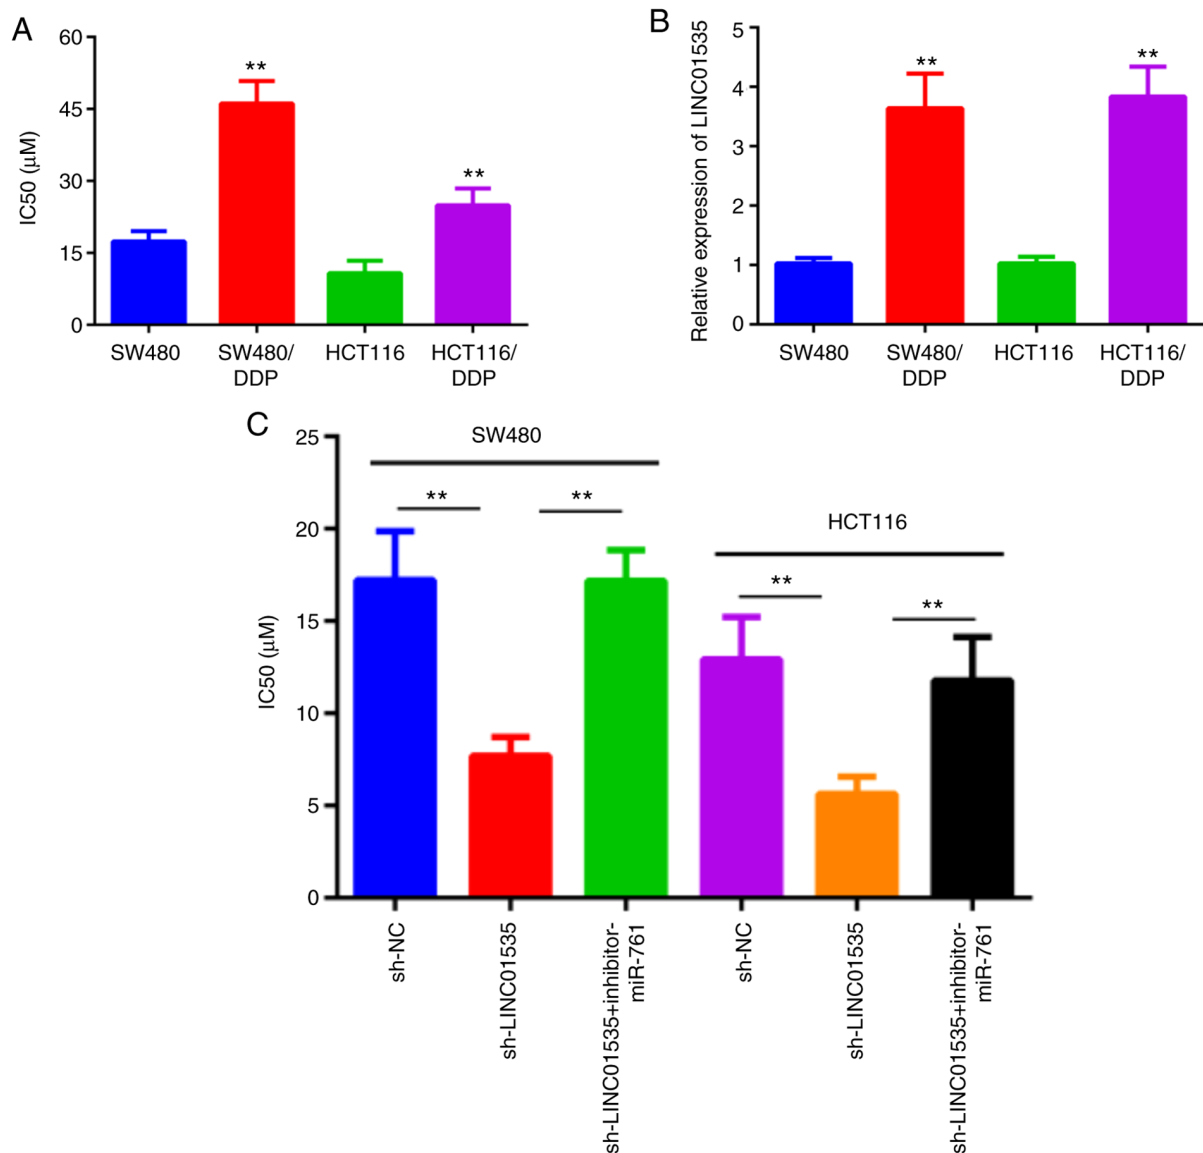 A
60
45
30
15
0
IC50 (μM)
**
**
SW480
SW480/
DDP
HCT116
HCT116/
DDP
B
5
4
3
2
1
0
Relative expression of LINC01535
**
**
SW480
SW480/
DDP
HCT116
HCT116/
DDP
C
25
20
15
10
5
0
IC50 (μM)
SW480
**
**
HCT116
**
**
sh-NC
sh-LINC01535
sh-LINC01535+inhibitor-
miR-761
sh-NC
sh-LINC01535
sh-LINC01535+inhibitor-
miR-761